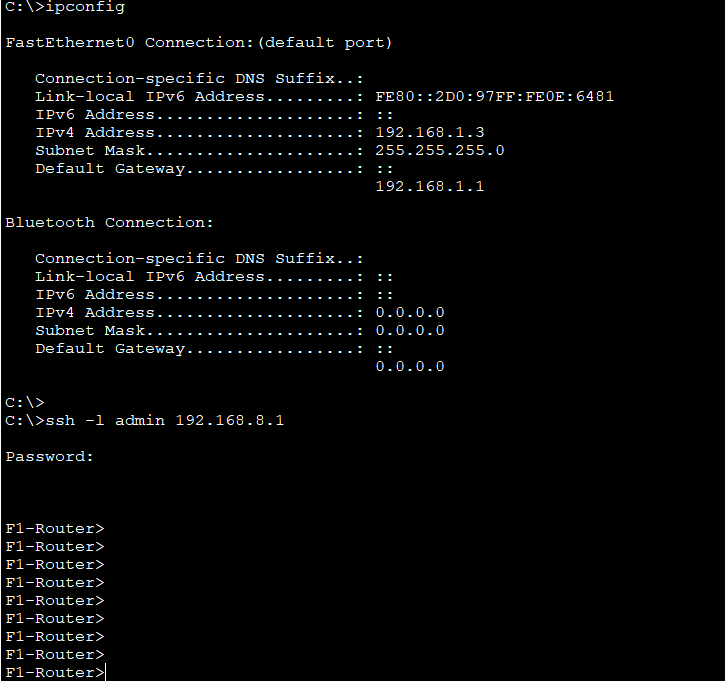 C:\>ipconfig
FastEthernet0 Connection:(default port)
Connection-specific DNS Suffix..:
Link-local IPv6 Address.........: FE80::2D0:97FF:FE0E:6481
IPv6 Address....................: ::
IPv4 Address....................: 192.168.1.3
Subnet Mask.....................: 255.255.255.0
Default Gateway.................: ::
192.168.1.1
Bluetooth Connection:
Connection-specific DNS Suffix..:
Link-local IPv6 Address.........: ::
IPv6 Address....................: ::
IPv4 Address....................: 0.0.0.0
Subnet Mask.....................: 0.0.0.0
Default Gateway.................: ::
0.0.0.0
C:\>
C:\>ssh -l admin 192.168.8.1
Password:
F1-Router>
F1-Router>
F1-Router>
F1-Router>
F1-Router>
F1-Router>
F1-Router>
F1-Router>
F1-Router>